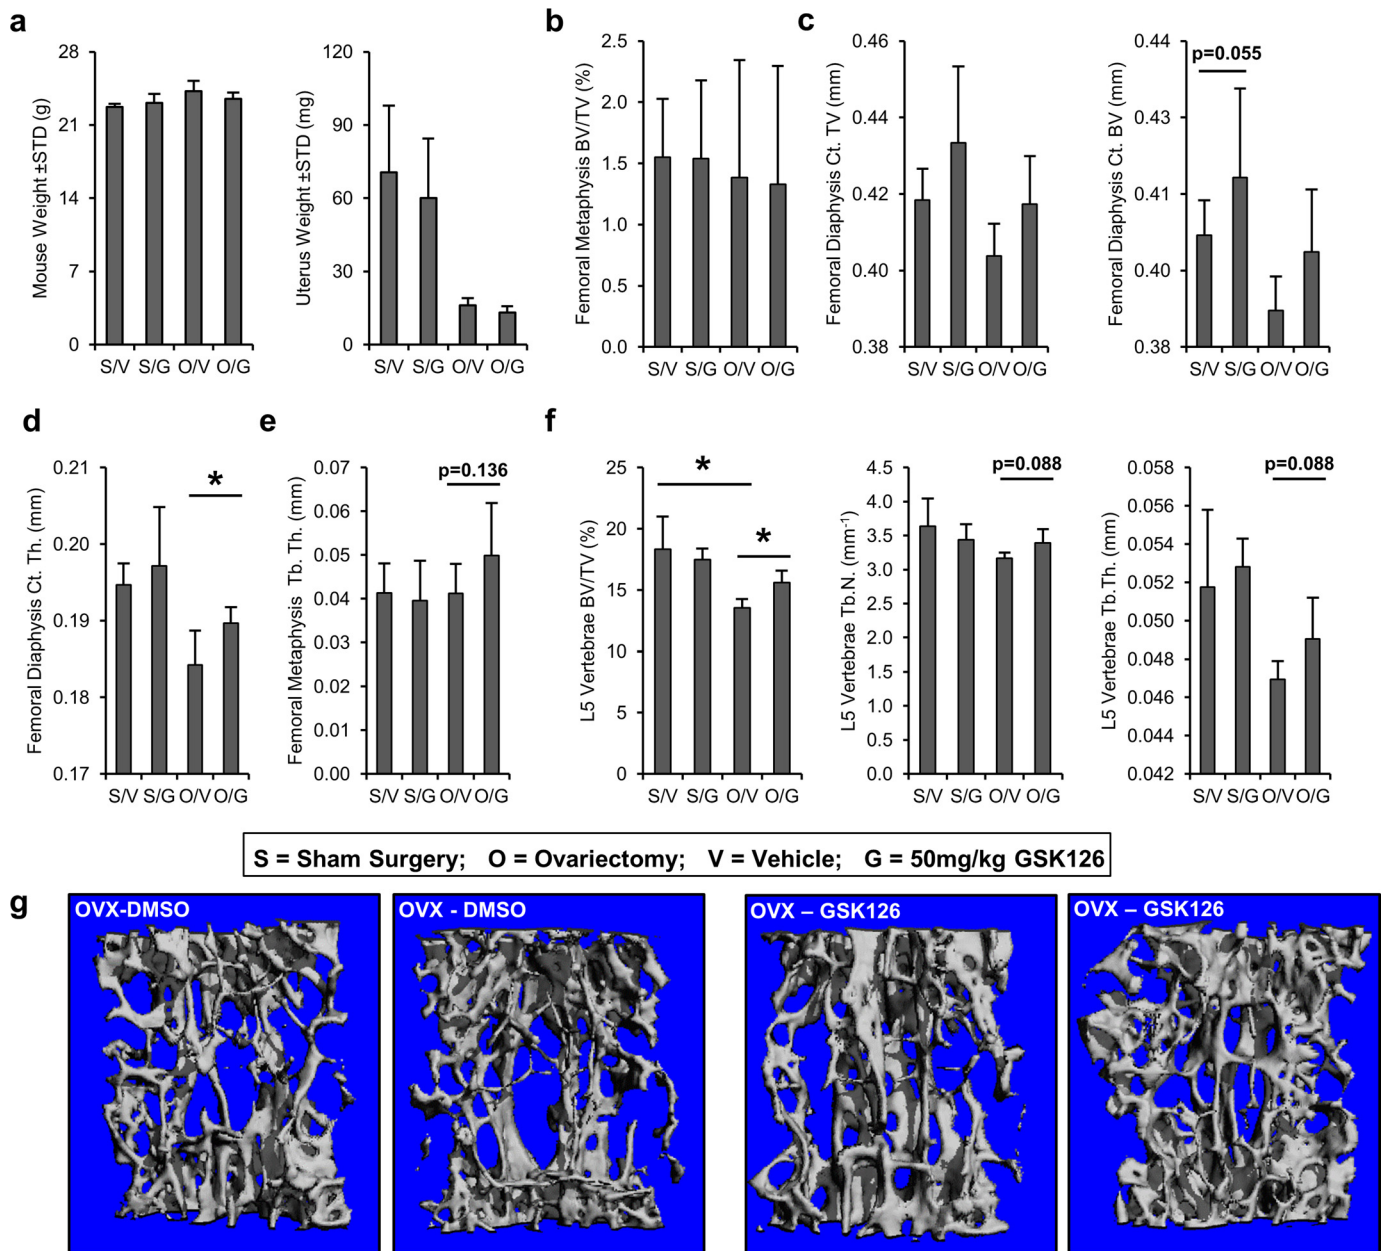 a
Mouse Weight ±STD (g)
28
21
14
7
0
S/V S/G O/V O/G
Uterus Weight ±STD (mg)
120
90
60
30
0
S/V S/G O/V O/G
b
Femoral Metaphysis BV/TV (%)
2.5
2.0
1.5
1.0
0.5
0.0
S/V S/G O/V O/G
c
Femoral Diaphysis Ct. TV (mm)
0.46
0.44
0.42
0.40
0.38
S/V S/G O/V O/G
Femoral Diaphysis Ct. BV (mm)
0.44
0.43
0.41
0.40
0.38
p=0.055
S/V S/G O/V O/G
d
Femoral Diaphysis Ct. Th. (mm)
0.21
0.20
0.19
0.18
0.17
*
S/V S/G O/V O/G
e
Femoral Metaphysis Tb. Th. (mm)
0.07
0.06
0.05
0.04
0.03
0.02
0.01
0.00
p=0.136
S/V S/G O/V O/G
f
L5 Vertebrae BV/TV (%)
25
20
15
10
5
0
*
*
S/V S/G O/V O/G
L5 Vertebrae Tb.N. (mm⁻¹)
4.5
4.0
3.5
3.0
2.5
2.0
1.5
1.0
0.5
0.0
p=0.088
S/V S/G O/V O/G
L5 Vertebrae Tb.Th. (mm)
0.058
0.056
0.054
0.052
0.050
0.048
0.046
0.044
0.042
p=0.088
S/V S/G O/V O/G
S = Sham Surgery; O = Ovariectomy; V = Vehicle; G = 50mg/kg GSK126
g
OVX-DMSO
OVX - DMSO
OVX – GSK126
OVX – GSK126